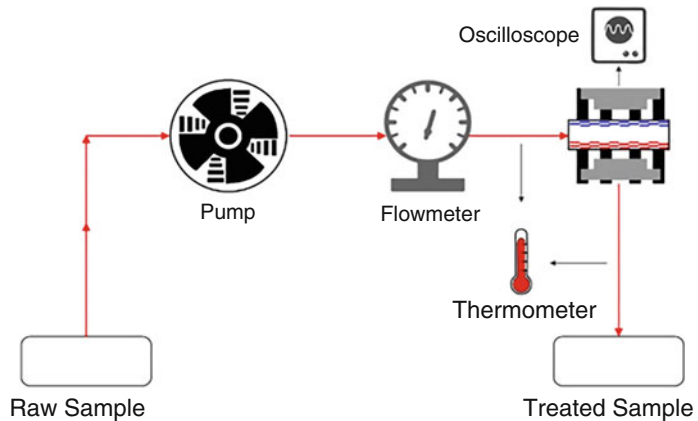 Oscilloscope
Pump
Flowmeter
Thermometer
Raw Sample
Treated Sample